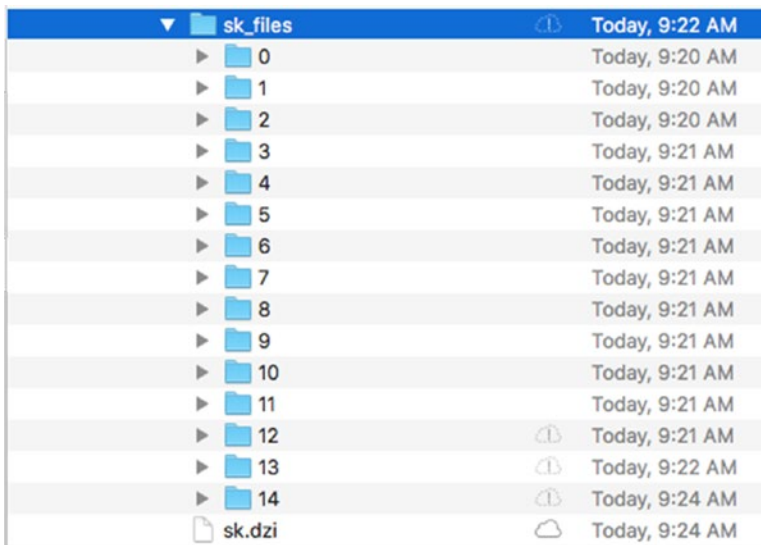 sk_files Today, 9:22 AM
0 Today, 9:20 AM
1 Today, 9:20 AM
2 Today, 9:20 AM
3 Today, 9:21 AM
4 Today, 9:21 AM
5 Today, 9:21 AM
6 Today, 9:21 AM
7 Today, 9:21 AM
8 Today, 9:21 AM
9 Today, 9:21 AM
10 Today, 9:21 AM
11 Today, 9:21 AM
12 Today, 9:21 AM
13 Today, 9:22 AM
14 Today, 9:24 AM
sk.dzi Today, 9:24 AM